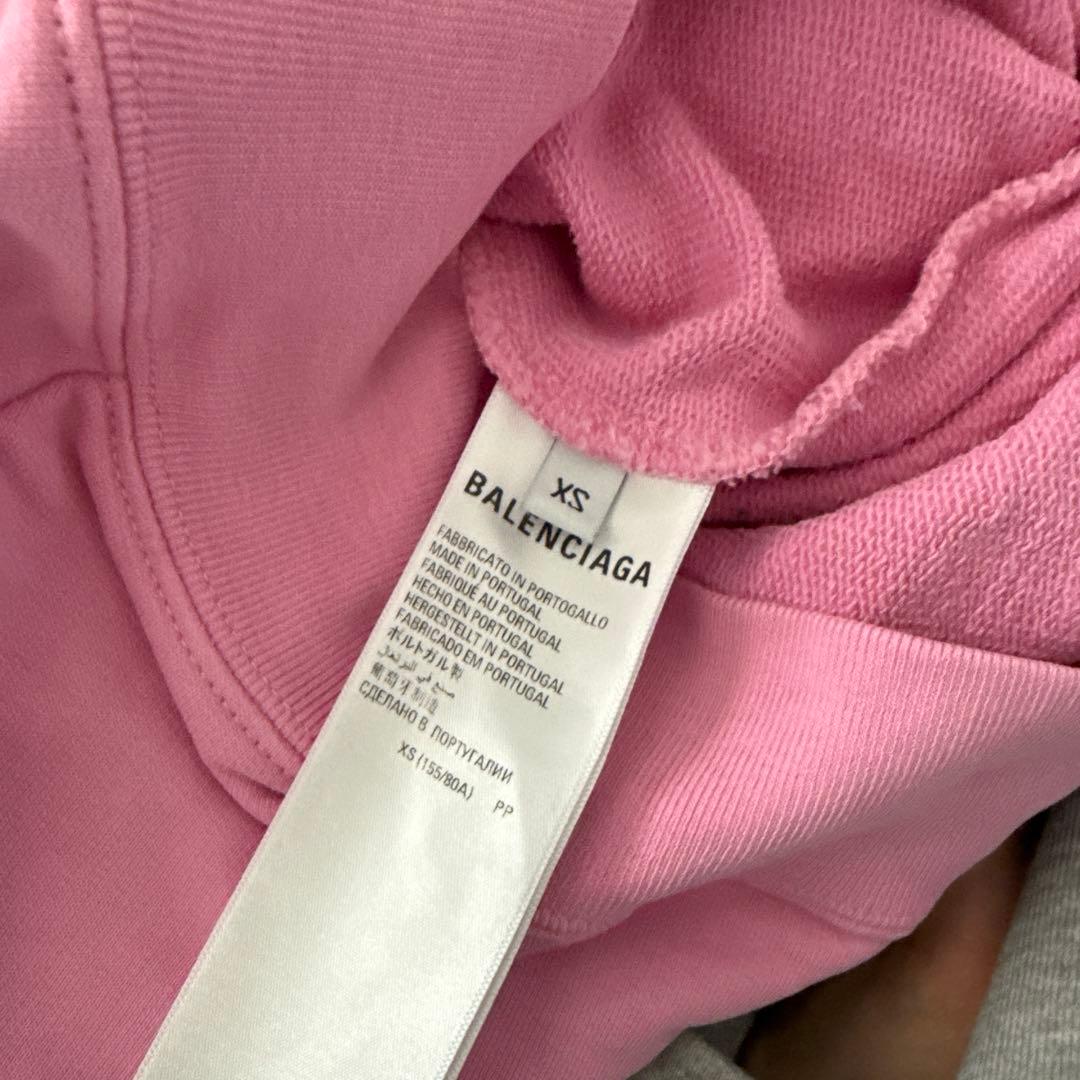 XS
BALENCIAGA
FABBRICATO IN PORTOGALLO
MADE IN PORTUGAL
FABRIQUÉ AU PORTUGAL
HECHO EN PORTUGAL
HERGESTELLT IN PORTUGAL
FABRICADO EM PORTUGAL
ポルトガル製
صنع في البرتغال
葡萄牙制造
СДЕЛАНО В ПОРТУГАЛИИ
XS (155/80A) PP